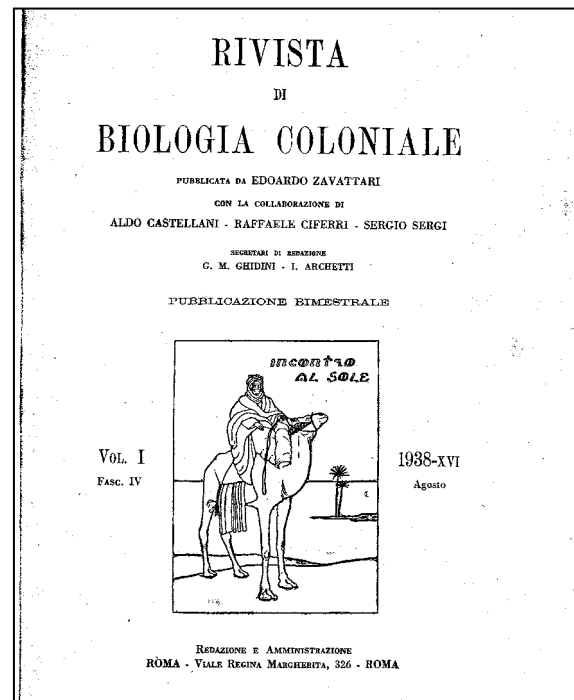 RIVISTA
DI
BIOLOGIA COLONIALE
PUBBLICATA DA EDOARDO ZAVATTARI
CON LA COLLABORAZIONE DI
ALDO CASTELLANI - RAFFAELE CIFERRI - SERGIO SERGI
SEGRETARI DI REDAZIONE
G. M. GHIDINI - I. ARCHETTI
PUBBLICAZIONE BIMESTRALE
INCONTRO
AL SOLE
VOL. I
FASC. IV
1938-XVI
Agosto
REDAZIONE E AMMINISTRAZIONE
ROMA - VIALE REGINA MARGHERITA, 326 - ROMA